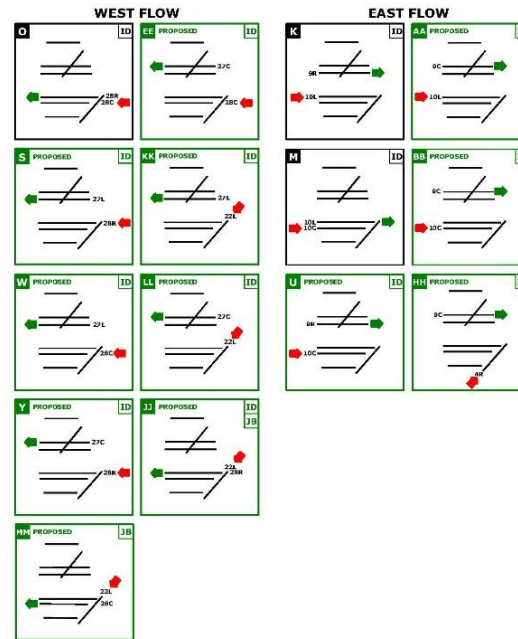 WEST FLOW
O ID
28R
28C
EE PROPOSED ID
27C
28C
S PROPOSED ID
27L
28R
KK PROPOSED ID
27L
22L
W PROPOSED ID
27L
28C
LL PROPOSED ID
27C
22L
Y PROPOSED ID
27C
28R
JJ PROPOSED ID
JB
22L
28R
MM PROPOSED JB
22L
28C
EAST FLOW
K ID
9R
10L
AA PROPOSED
9C
10L
M ID
10L
10C
BB PROPOSED
9C
10C
U PROPOSED ID
9R
10C
HH PROPOSED
9C
4R